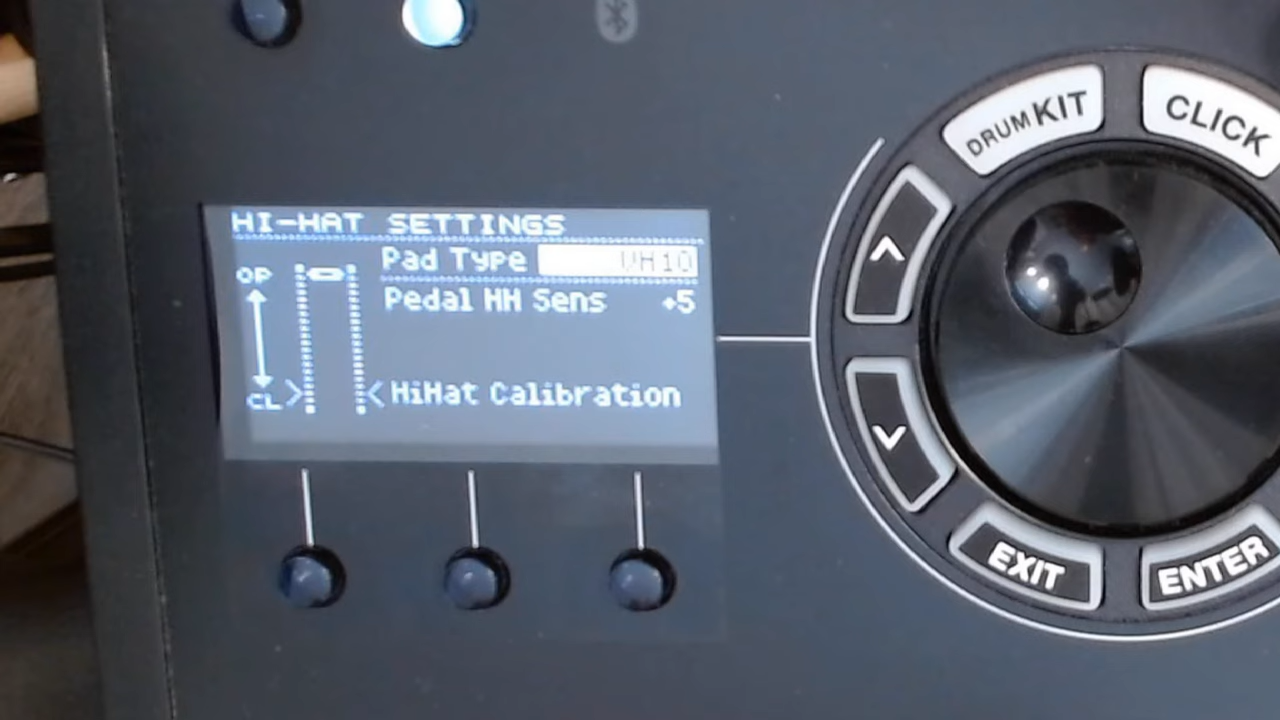 DRUM KIT
CLICK
HI-HAT SETTINGS
Pad Type VH10
OP
Pedal HH Sens +5
CL HiHat Calibration
EXIT
ENTER